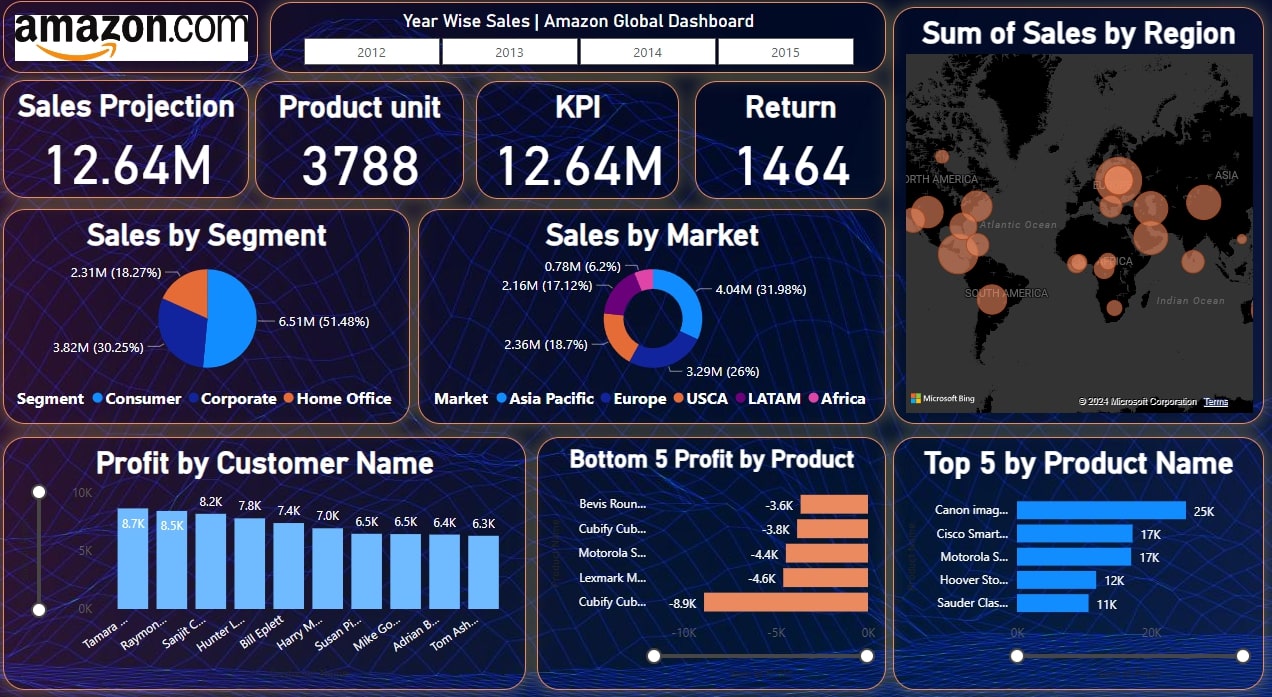 amazon.com
Year Wise Sales | Amazon Global Dashboard
2012
2013
2014
2015
Sales Projection
12.64M
Product unit
3788
KPI
12.64M
Return
1464
Sum of Sales by Region
ORTH AMERICA
ASIA
Atlantic Ocean
SOUTH AMERICA
Indian Ocean
Microsoft Bing
© 2024 Microsoft Corporation Terms
Sales by Segment
2.31M (18.27%)
6.51M (51.48%)
3.82M (30.25%)
Segment Consumer Corporate Home Office
Sales by Market
0.78M (6.2%)
2.16M (17.12%)
4.04M (31.98%)
2.36M (18.7%)
3.29M (26%)
Market Asia Pacific Europe USCA LATAM Africa
Profit by Customer Name
10K
5K
0K
8.7K
8.5K
8.2K
7.8K
7.4K
7.0K
6.5K
6.5K
6.4K
6.3K
Tamara ...
Raymon...
Sanjit C...
Hunter L...
Bill Eplett
Harry M...
Susan Pi...
Mike Go...
Adrian B...
Tom Ash...
Bottom 5 Profit by Product
Bevis Roun... -3.6K
Cubify Cub... -3.8K
Motorola S... -4.4K
Lexmark M... -4.6K
Cubify Cub... -8.9K
-10K -5K 0K
Top 5 by Product Name
Canon imag... 25K
Cisco Smart... 17K
Motorola S... 17K
Hoover Sto... 12K
Sauder Clas... 11K
0K 20K